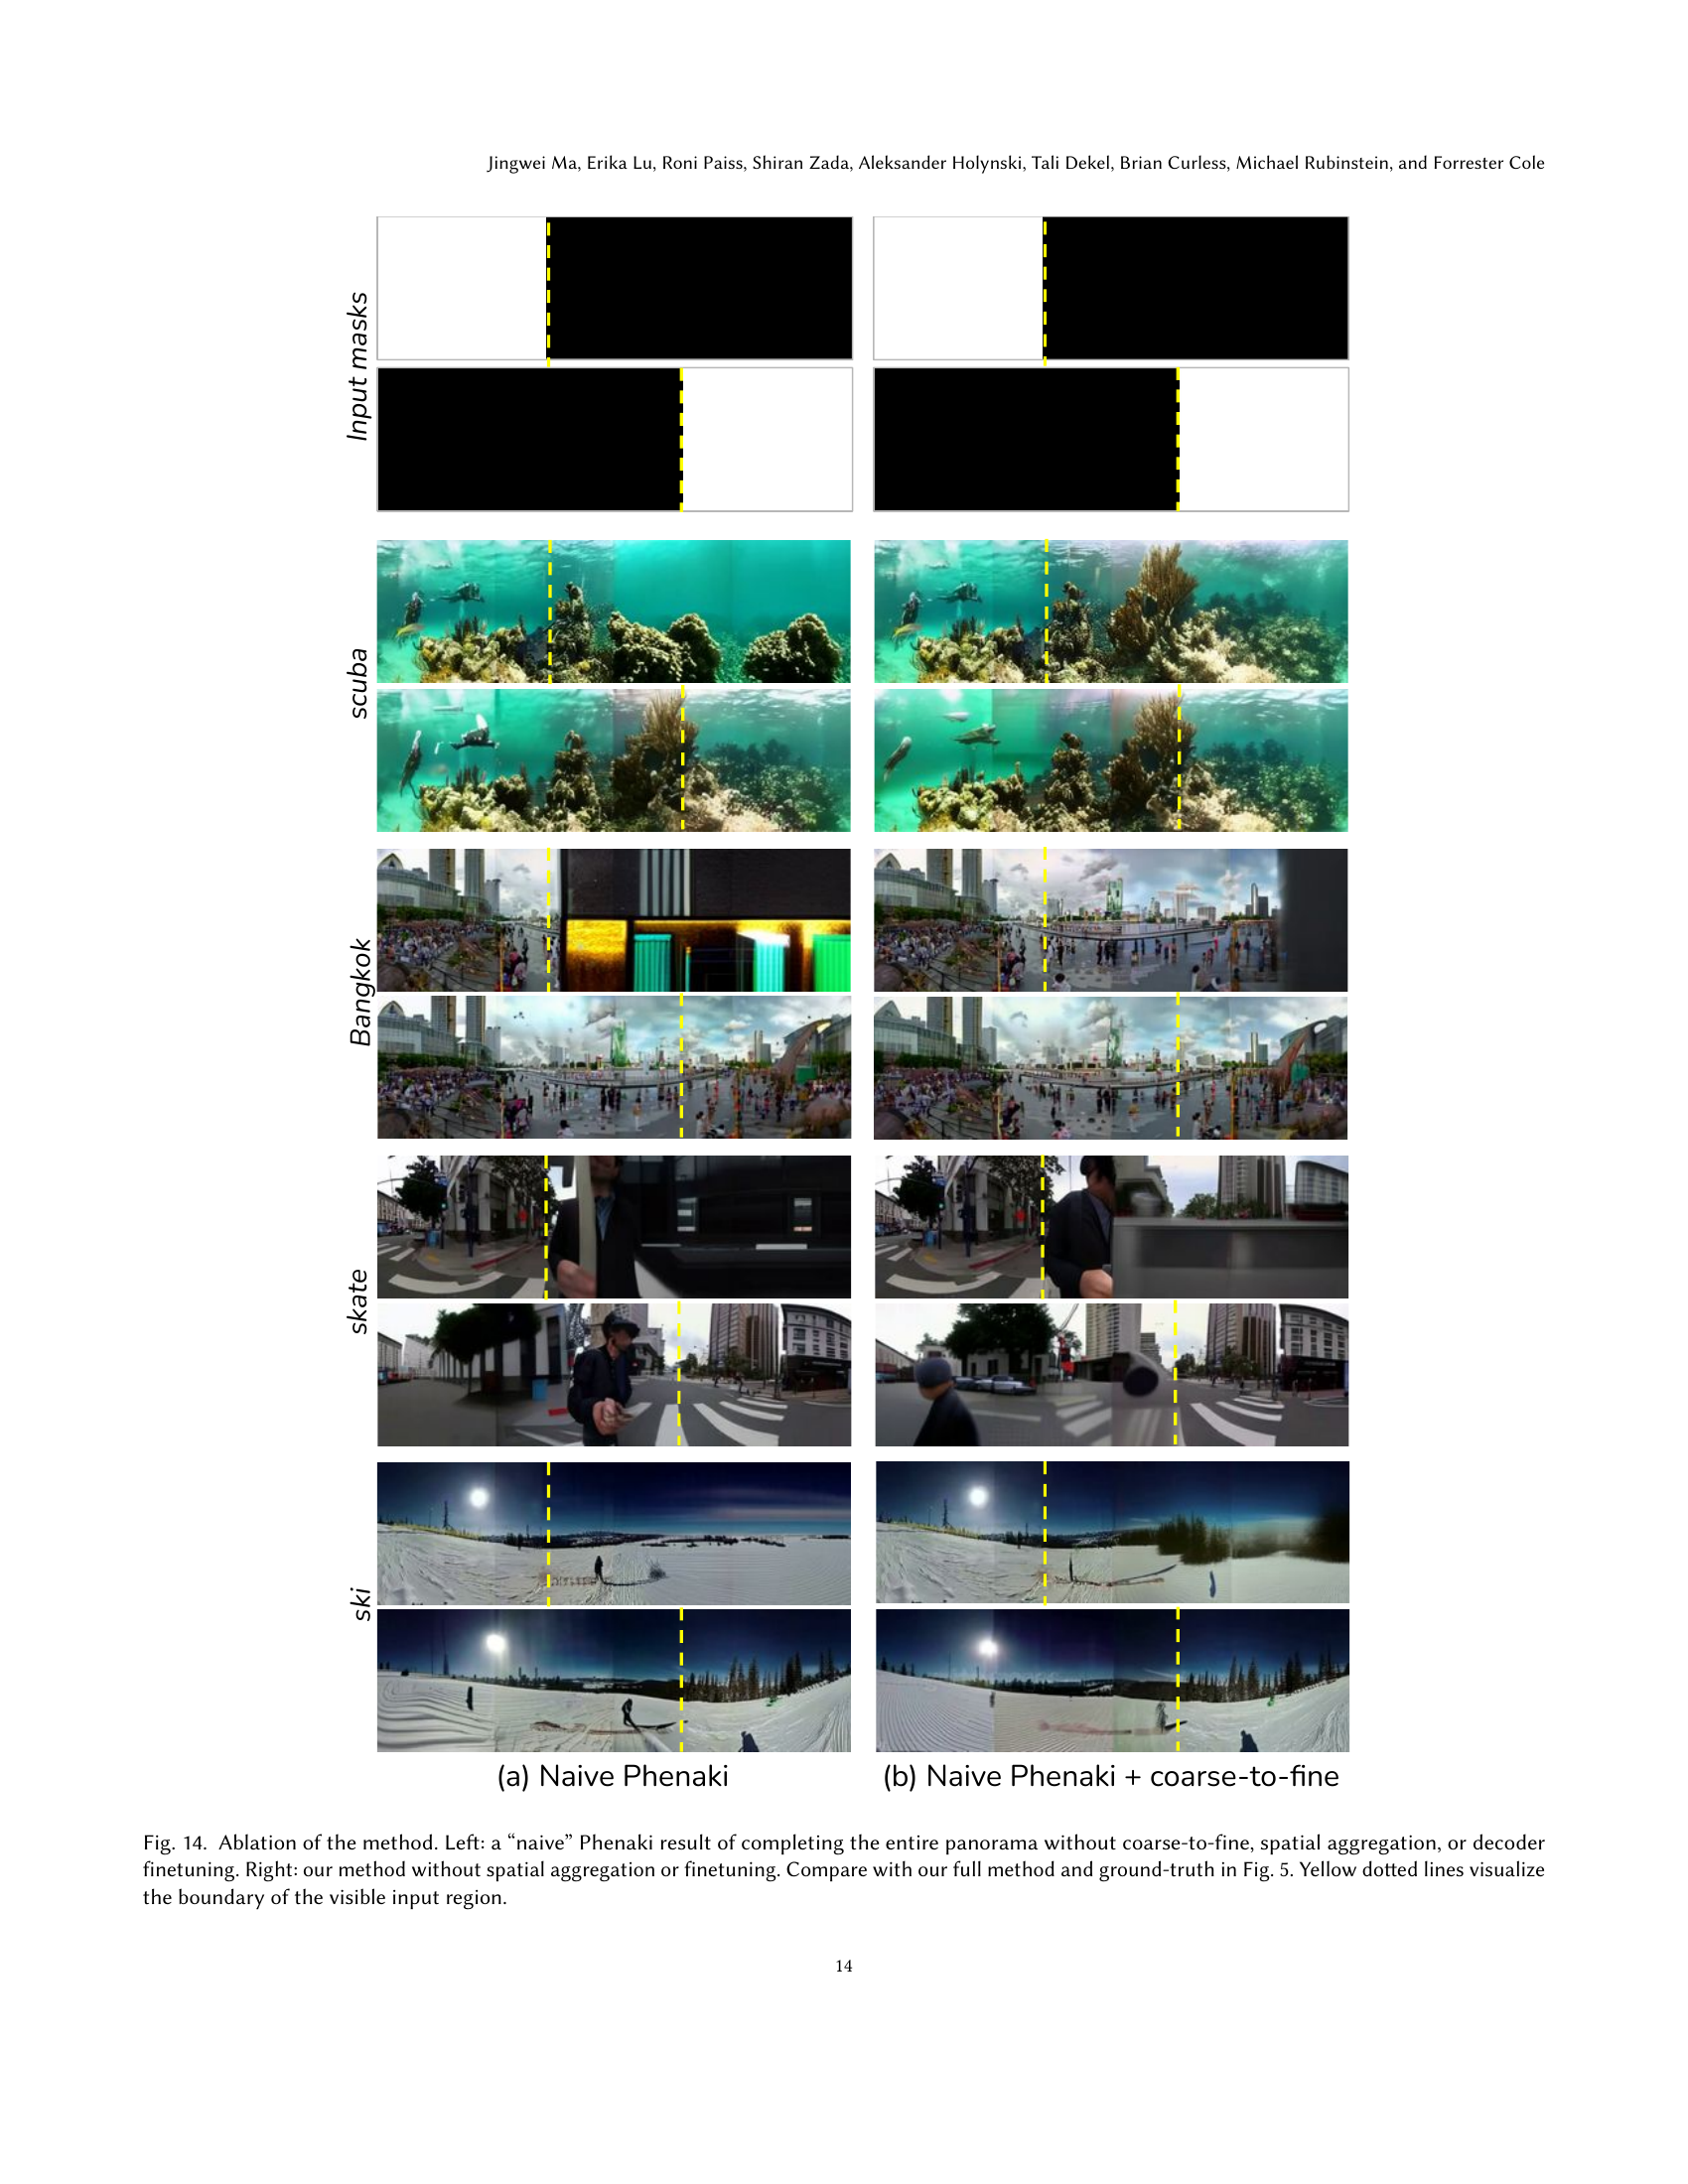 Jingwei Ma, Erika Lu, Roni Paiss, Shiran Zada, Aleksander Holynski, Tali Dekel, Brian Curless, Michael Rubinstein, and Forrester Cole
Input masks
scuba
Bangkok
skate
ski
(a) Naive Phenaki
(b) Naive Phenaki + coarse-to-fine
Fig. 14. Ablation of the method. Left: a “naive” Phenaki result of completing the entire panorama without coarse-to-fine, spatial aggregation, or decoder
finetuning. Right: our method without spatial aggregation or finetuning. Compare with our full method and ground-truth in Fig. 5. Yellow dotted lines visualize
the boundary of the visible input region.
14